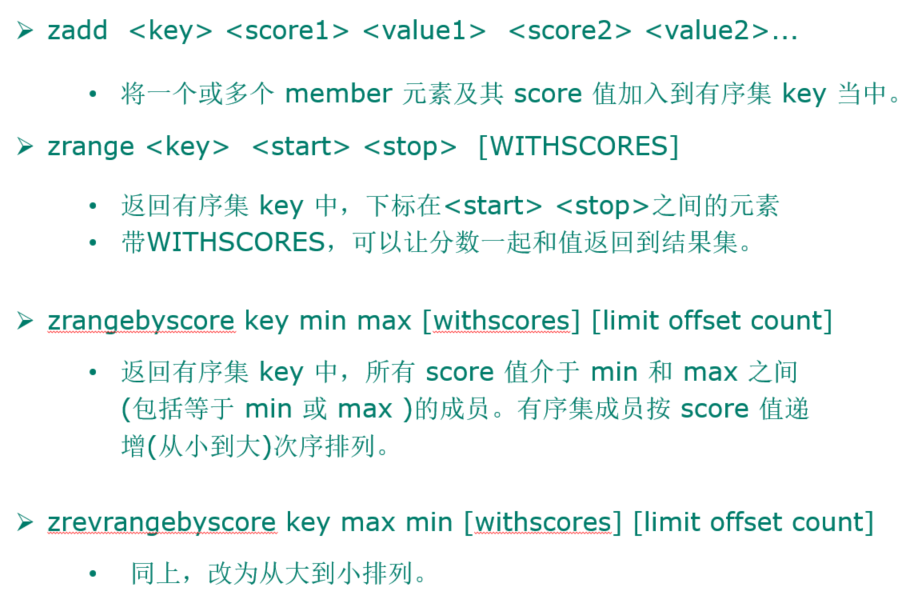 ➢ zadd <key> <score1> <value1> <score2> <value2>...
• 将一个或多个 member 元素及其 score 值加入到有序集 key 当中。
➢ zrange <key> <start> <stop> [WITHSCORES]
• 返回有序集 key 中，下标在<start> <stop>之间的元素
• 带WITHSCORES，可以让分数一起和值返回到结果集。
➢ zrangebyscore key min max [withscores] [limit offset count]
• 返回有序集 key 中，所有 score 值介于 min 和 max 之间
(包括等于 min 或 max )的成员。有序集成员按 score 值递
增(从小到大)次序排列。
➢ zrevrangebyscore key max min [withscores] [limit offset count]
• 同上，改为从大到小排列。